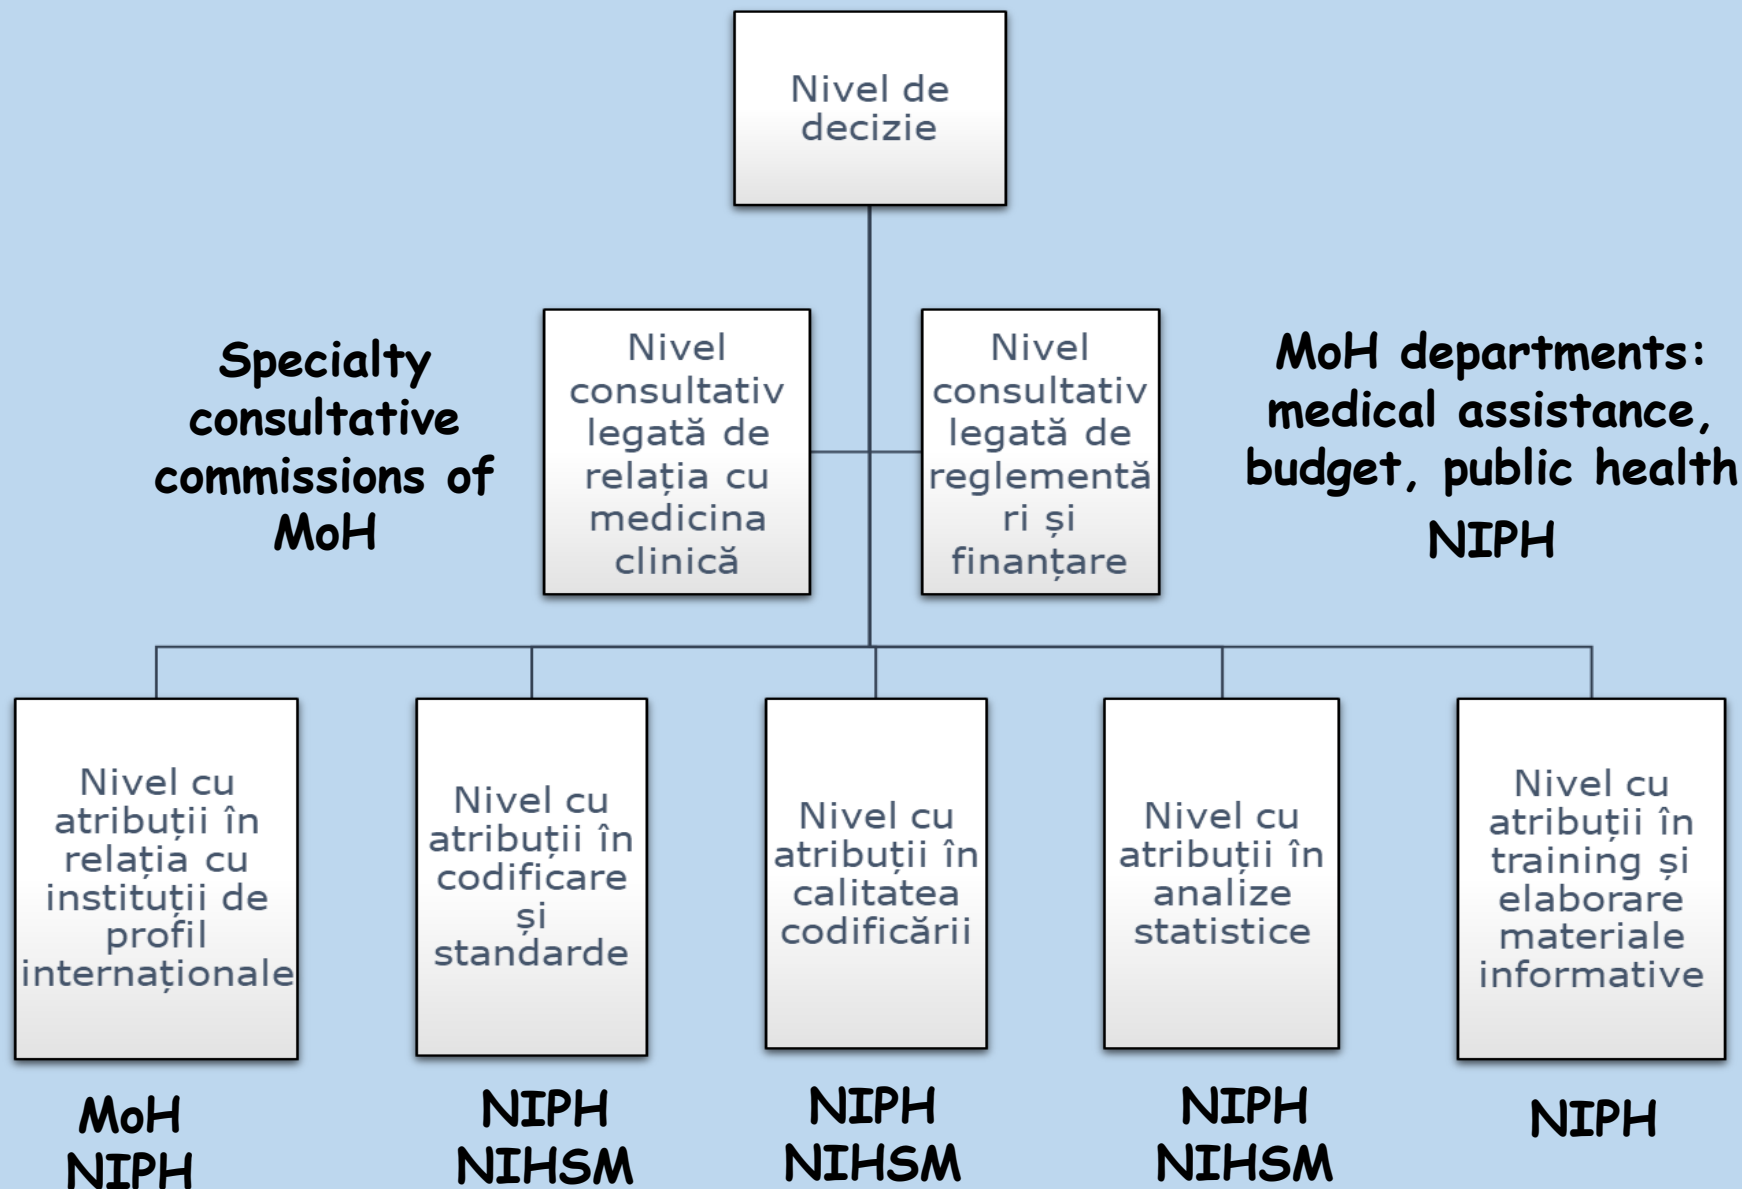 Nivel de
decizie
Specialty
consultative
commissions of
MoH
Nivel
consultativ
legată de
relația cu
medicina
clinică
Nivel
consultativ
legată de
reglementă
ri și
finanțare
MoH departments:
medical assistance,
budget, public health
NIPH
Nivel cu
atribuții în
relația cu
instituții de
profil
internaționale
Nivel cu
atribuții în
codificare
și
standarde
Nivel cu
atribuții în
calitatea
codificării
Nivel cu
atribuții în
analize
statistice
Nivel cu
atribuții în
training și
elaborare
materiale
informative
MoH
NIPH
NIPH
NIHSM
NIPH
NIHSM
NIPH
NIHSM
NIPH